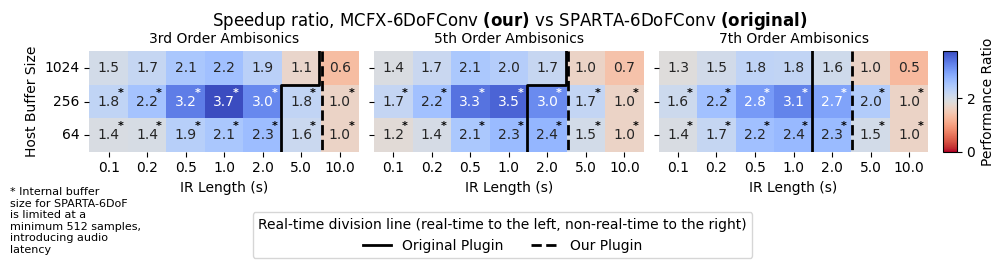 Speedup ratio, MCFX-6DoFConv (our) vs SPARTA-6DoFConv (original)
3rd Order Ambisonics
5th Order Ambisonics
7th Order Ambisonics
Host Buffer Size
1024
256
64
1.5 1.7 2.1 2.2 1.9 1.1 0.6
1.8* 2.2* 3.2* 3.7* 3.0* 1.8* 1.0*
1.4* 1.4* 1.9* 2.1* 2.3* 1.6* 1.0*
0.1 0.2 0.5 1.0 2.0 5.0 10.0
IR Length (s)
1.4 1.7 2.1 2.0 1.7 1.0 0.7
1.7* 2.2* 3.3* 3.5* 3.0* 1.7* 1.0*
1.2* 1.4* 2.1* 2.3* 2.4* 1.5* 1.0*
0.1 0.2 0.5 1.0 2.0 5.0 10.0
IR Length (s)
1.3 1.5 1.8 1.8 1.6 1.0 0.5
1.6* 2.2* 2.8* 3.1* 2.7* 2.0* 1.0*
1.4* 1.7* 2.2* 2.4* 2.3* 1.5* 1.0*
0.1 0.2 0.5 1.0 2.0 5.0 10.0
IR Length (s)
2
0
Performance Ratio
* Internal buffer
size for SPARTA-6DoF
is limited at a
minimum 512 samples,
introducing audio
latency
Real-time division line (real-time to the left, non-real-time to the right)
Original Plugin
Our Plugin